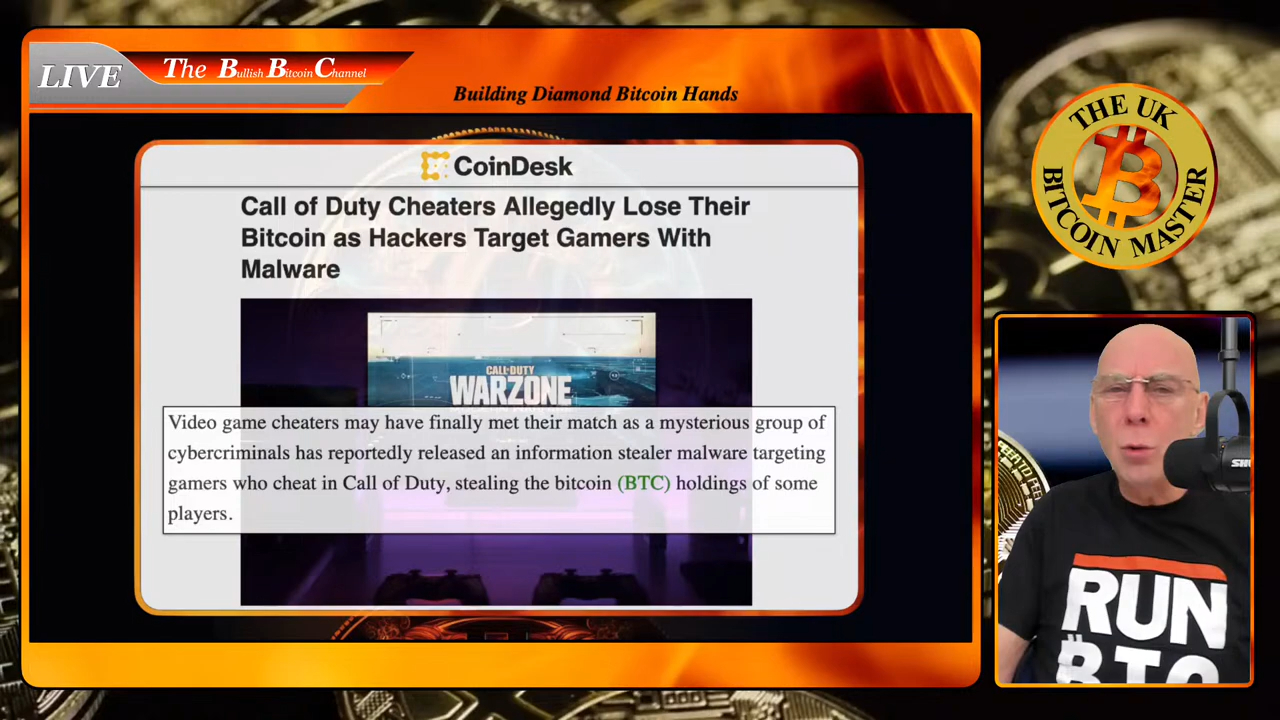 LIVE
The Bullish Bitcoin Channel
Building Diamond Bitcoin Hands
CoinDesk
Call of Duty Cheaters Allegedly Lose Their
Bitcoin as Hackers Target Gamers With
Malware
CALL OF DUTY
WARZONE
Video game cheaters may have finally met their match as a mysterious group of
cybercriminals has reportedly released an information stealer malware targeting
gamers who cheat in Call of Duty, stealing the bitcoin (BTC) holdings of some
players.
THE UK
BITCOIN MASTER
RUN
BTC